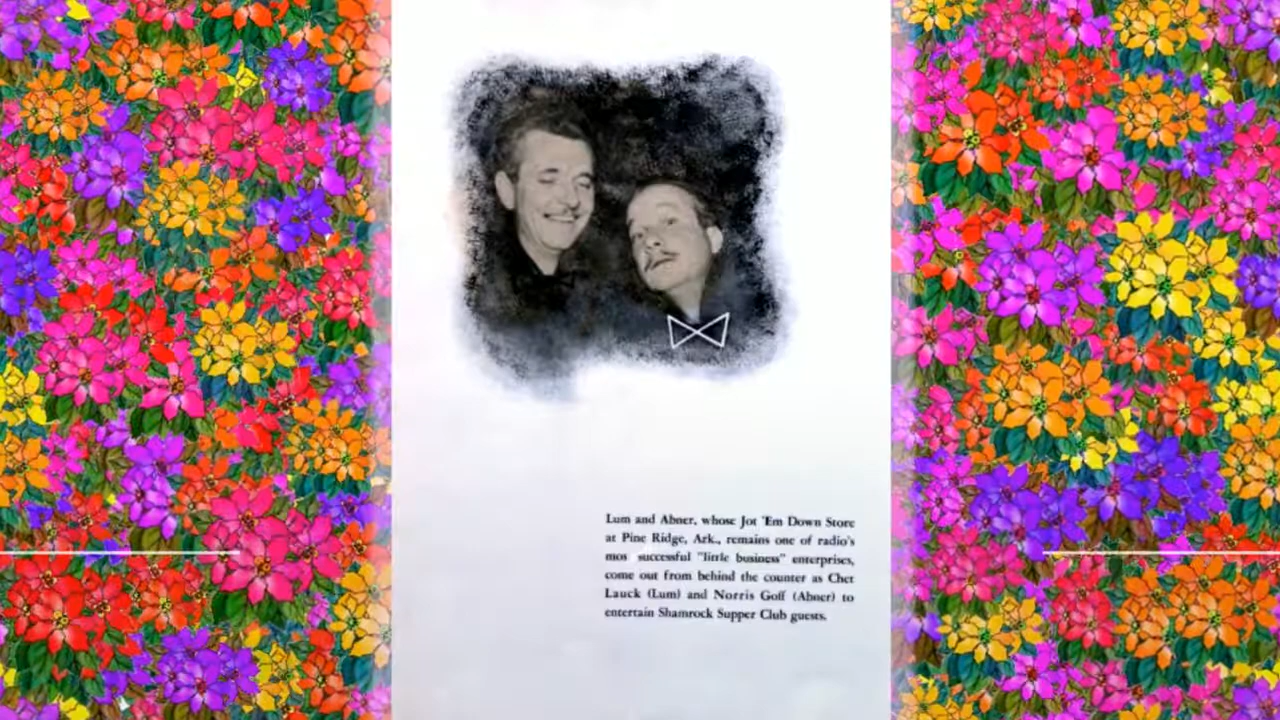 Lum and Abner, whose Jot 'Em Down Store
at Pine Ridge, Ark., remains one of radio's
mos successful "little business" enterprises,
come out from behind the counter as Chet
Lauck (Lum) and Norris Goff (Abner) to
entertain Shamrock Supper Club guests.